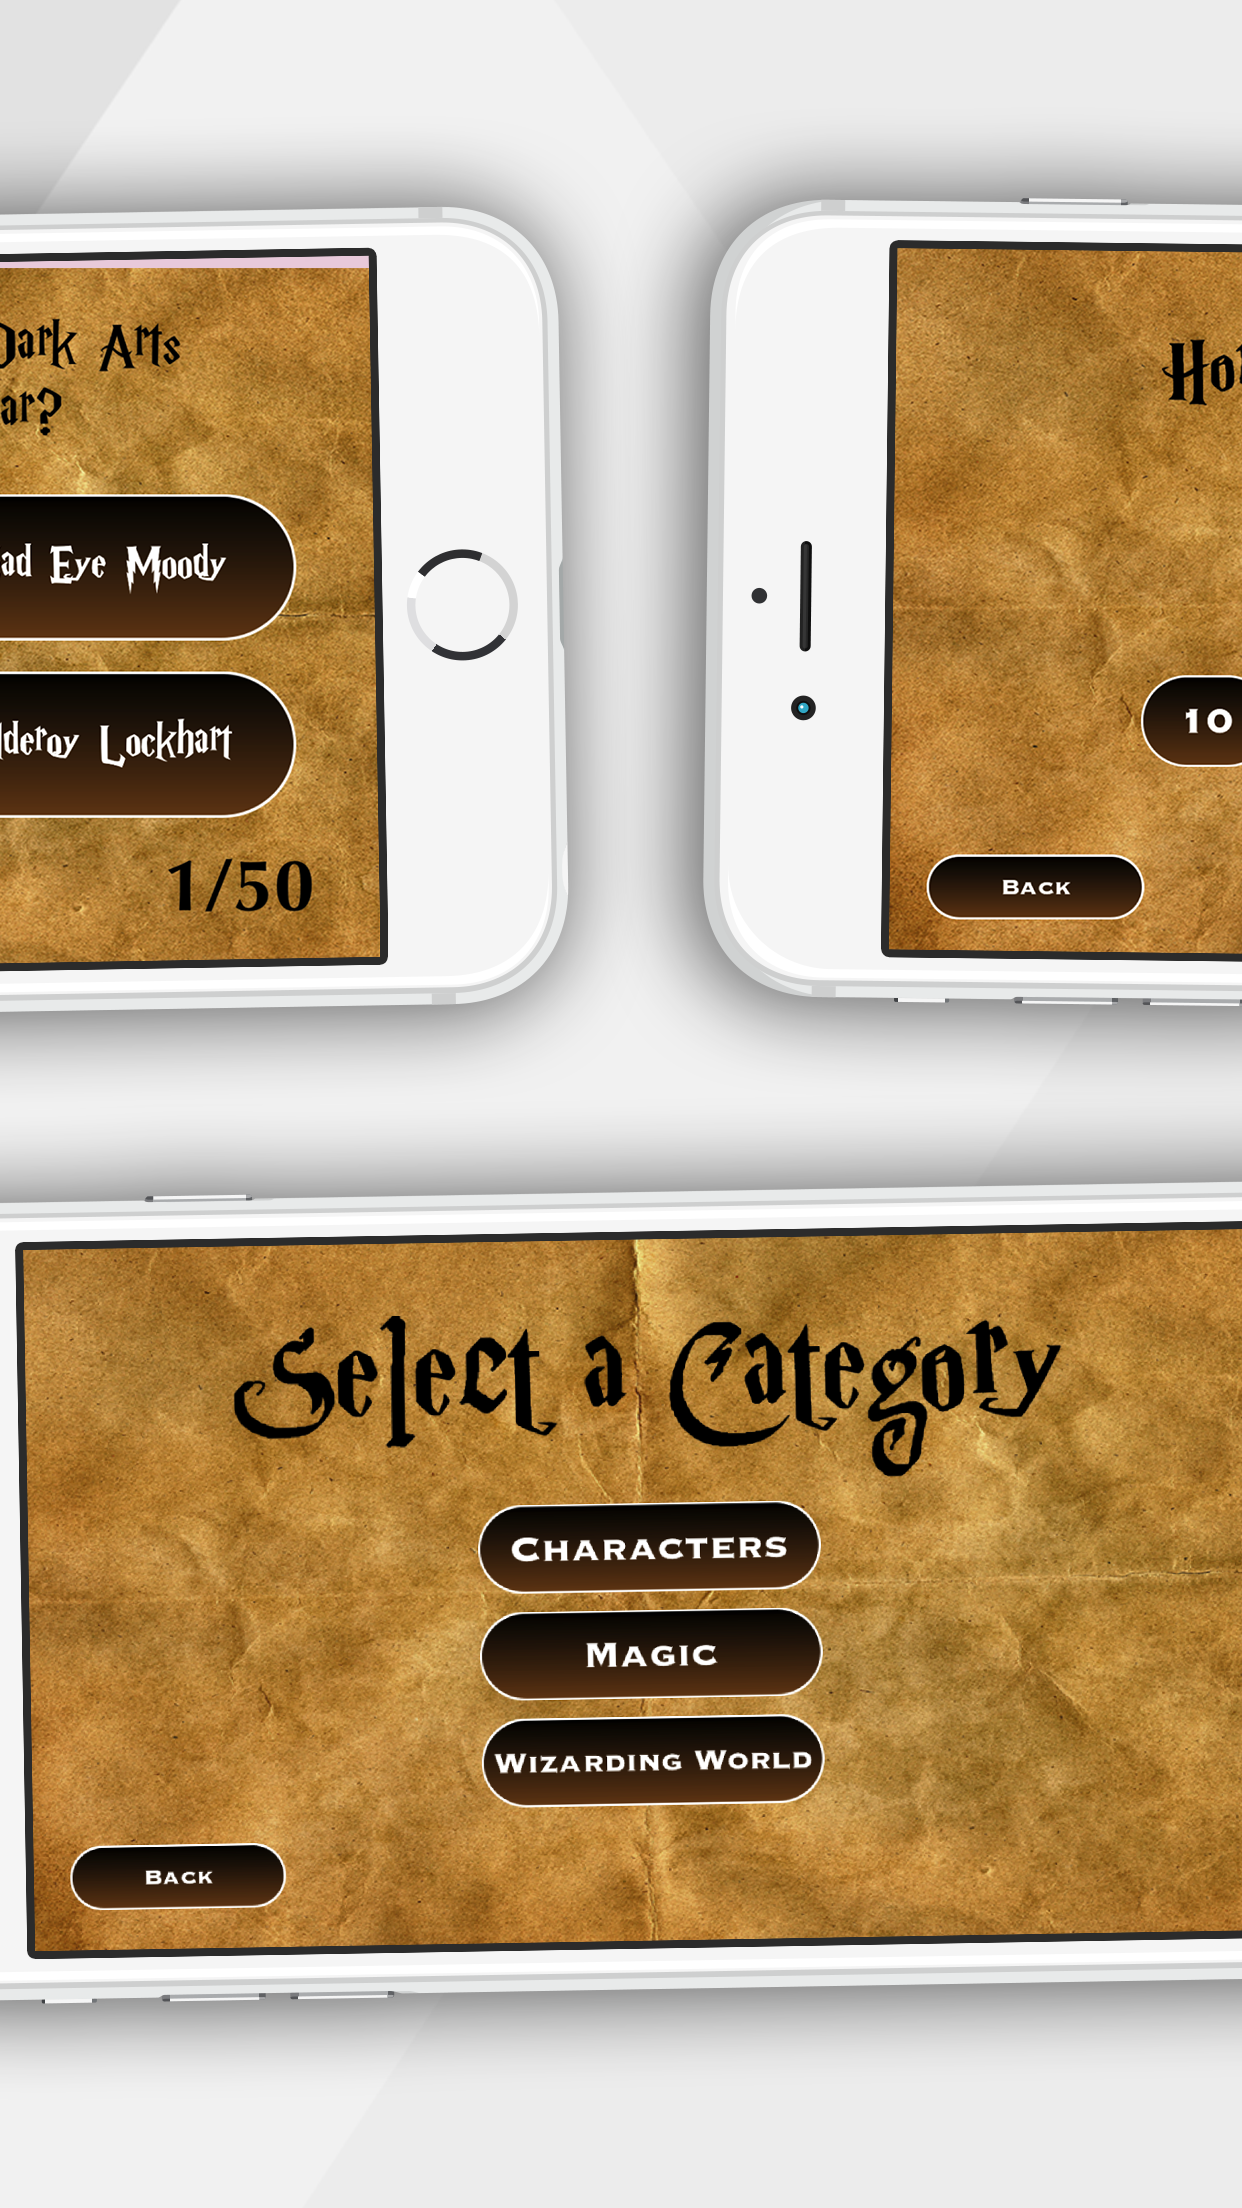 Dark Arts
ar?
ad Eye Moody
lderoy Lockhart
1/50
Ho
10
Back
Select a Category
Characters
Magic
Wizarding World
Back